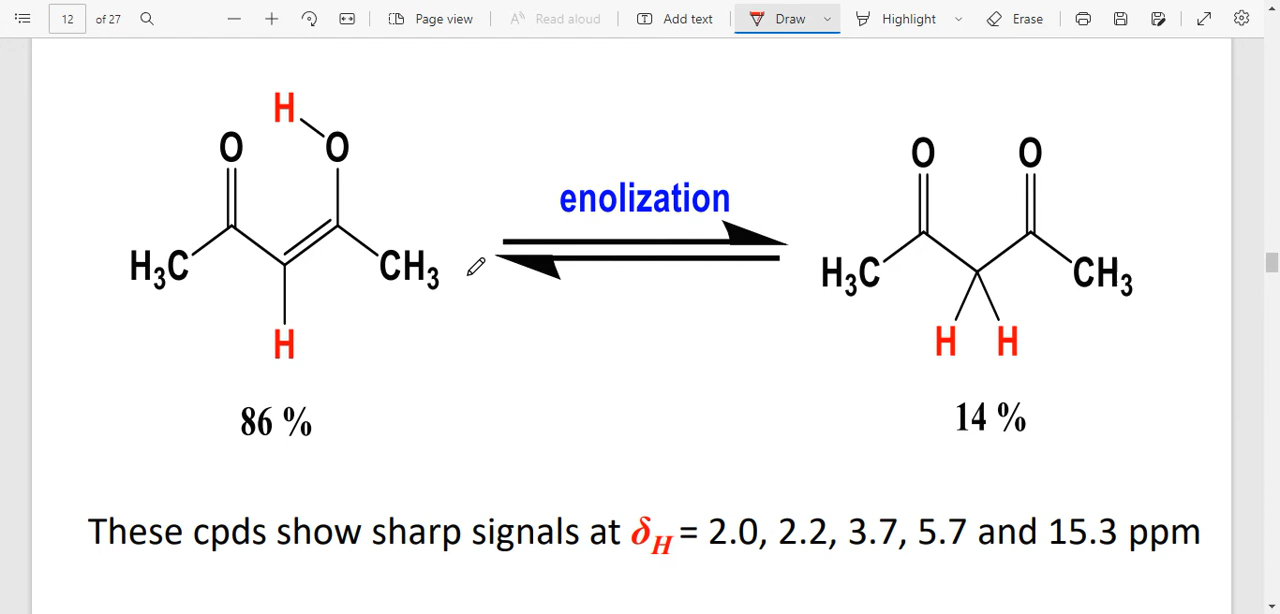 12 of 27 Page view Read aloud Add text Draw Highlight Erase
H
O O O O
enolization
H₃C CH₃ H₃C CH₃
H H H
86 % 14 %
These cpds show sharp signals at δH = 2.0, 2.2, 3.7, 5.7 and 15.3 ppm